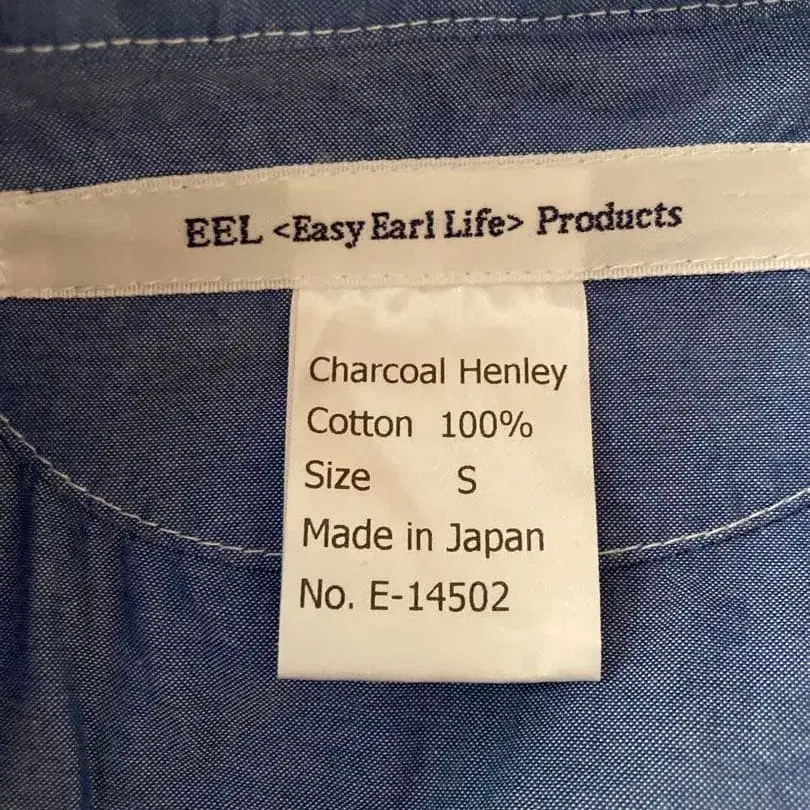 EEL <Easy Earl Life> Products
Charcoal Henley
Cotton 100%
Size S
Made in Japan
No. E-14502